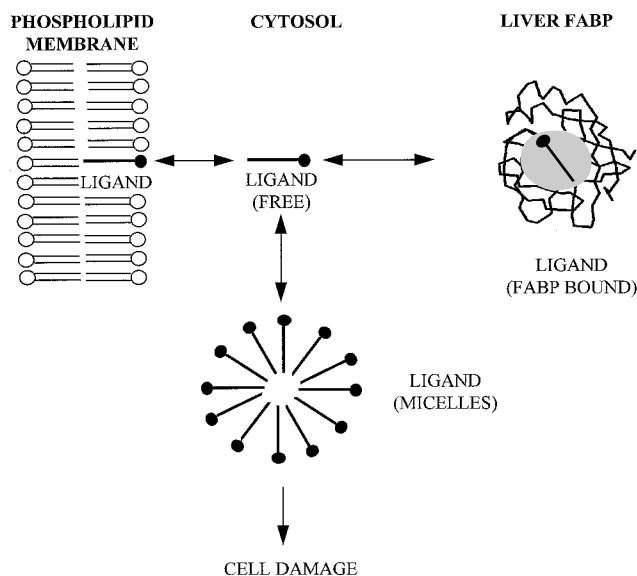 PHOSPHOLIPID
MEMBRANE
CYTOSOL
LIVER FABP
LIGAND
LIGAND
(FREE)
LIGAND
(FABP BOUND)
LIGAND
(MICELLES)
CELL DAMAGE